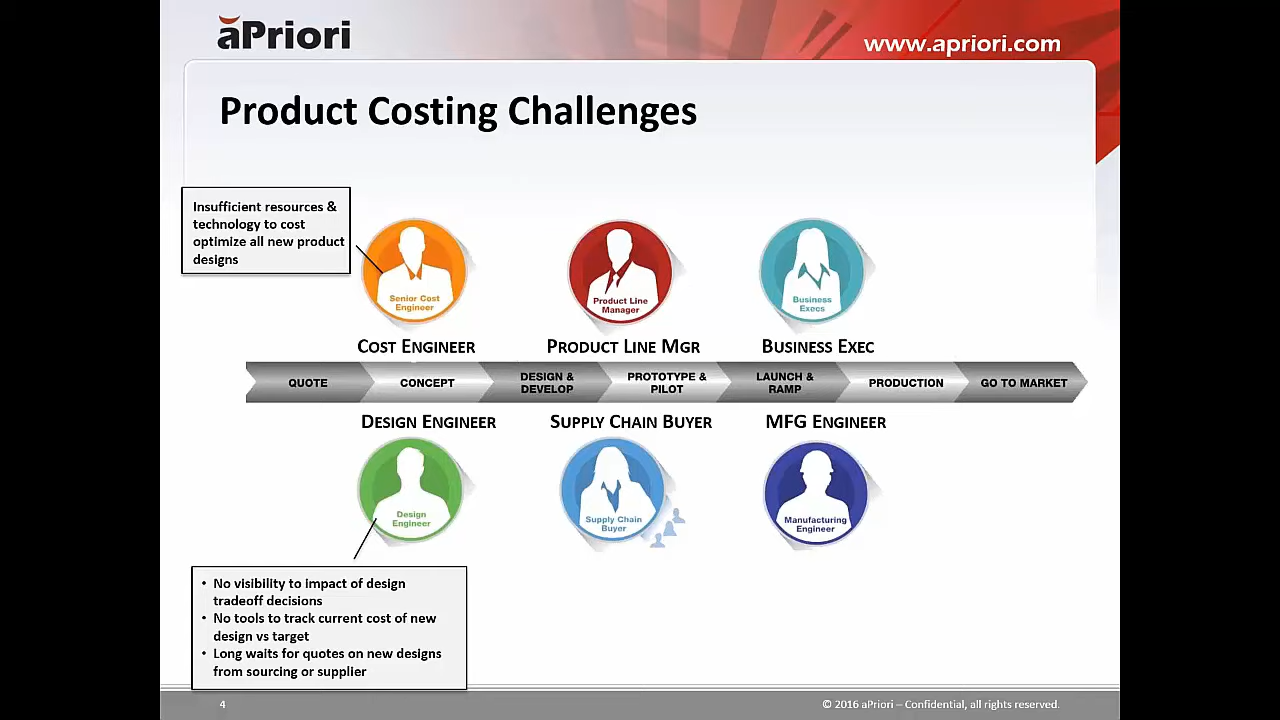 aPriori
www.apriori.com
Product Costing Challenges
Insufficient resources &
technology to cost
optimize all new product
designs
Senior Cost
Engineer
Product Line
Manager
Business
Execs
COST ENGINEER
PRODUCT LINE MGR
BUSINESS EXEC
QUOTE
CONCEPT
DESIGN &
DEVELOP
PROTOTYPE &
PILOT
LAUNCH &
RAMP
PRODUCTION
GO TO MARKET
DESIGN ENGINEER
SUPPLY CHAIN BUYER
MFG ENGINEER
Design
Engineer
Supply Chain
Buyer
Manufacturing
Engineer
• No visibility to impact of design
tradeoff decisions
• No tools to track current cost of new
design vs target
• Long waits for quotes on new designs
from sourcing or supplier
4
© 2016 aPriori – Confidential, all rights reserved.